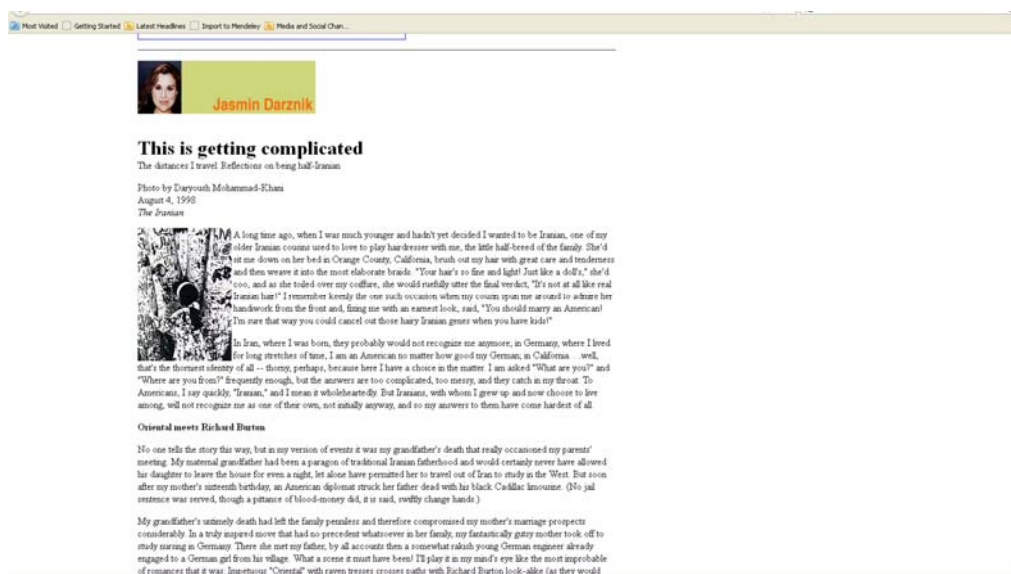 Most Visited Getting Started Latest Headlines Import to Mendeley Media and Social Chan...
Jasmin Darznik
This is getting complicated
The distances I travel. Reflections on being half-Iranian
Photo by Daryoush Mohammad-Khani
August 4, 1998
The Iranian
A long time ago, when I was much younger and hadn't yet decided I wanted to be Iranian, one of my
older Iranian cousins used to love to play hairdresser with me, the little half-breed of the family. She'd
sit me down on her bed in Orange County, California, brush out my hair with great care and tenderness
and then weave it into the most elaborate braids. "Your hair's so fine and light! Just like a doll's," she'd
coo, and as she toiled over my coiffure, she would ruefully utter the final verdict, "It's not at all like real
Iranian hair!" I remember keenly the one such occasion when my cousin spun me around to admire her
handiwork from the front and, fixing me with an earnest look, said, "You should marry an American!
I'm sure that way you could cancel out those hairy Iranian genes when you have kids!"
In Iran, where I was born, they probably would not recognize me anymore; in Germany, where I lived
for long stretches of time, I am an American no matter how good my German; in California. . .well,
that's the thorniest identity of all -- thorny, perhaps, because here I have a choice in the matter. I am asked "What are you?" and
"Where are you from?" frequently enough, but the answers are too complicated, too messy, and they catch in my throat. To
Americans, I say quickly, "Iranian," and I mean it wholeheartedly. But Iranians, with whom I grew up and now choose to live
among, will not recognize me as one of their own, not initially anyway, and so my answers to them have come hardest of all.
Oriental meets Richard Burton
No one tells the story this way, but in my version of events it was my grandfather's death that really occasioned my parents'
meeting. My maternal grandfather had been a paragon of traditional Iranian fatherhood and would certainly never have allowed
his daughter to leave the house for even a night, let alone have permitted her to travel out of Iran to study in the West. But soon
after my mother's sixteenth birthday, an American diplomat struck her father dead with his black Cadillac limousine. (No jail
sentence was served, though a pittance of blood-money did, it is said, swiftly change hands.)
My grandfather's untimely death had left the family penniless and therefore compromised my mother's marriage prospects
considerably. In a truly inspired move that had no precedent whatsoever in her family, my fantastically gutsy mother took off to
study nursing in Germany. There she met my father, by all accounts then a somewhat rakish young German engineer already
engaged to a German girl from his village. What a scene it must have been! I'll play it in my mind's eye like the most improbable
of romances that it was: Impetuous "Oriental" with raven tresses crosses paths with Richard Burton look-alike (as they would